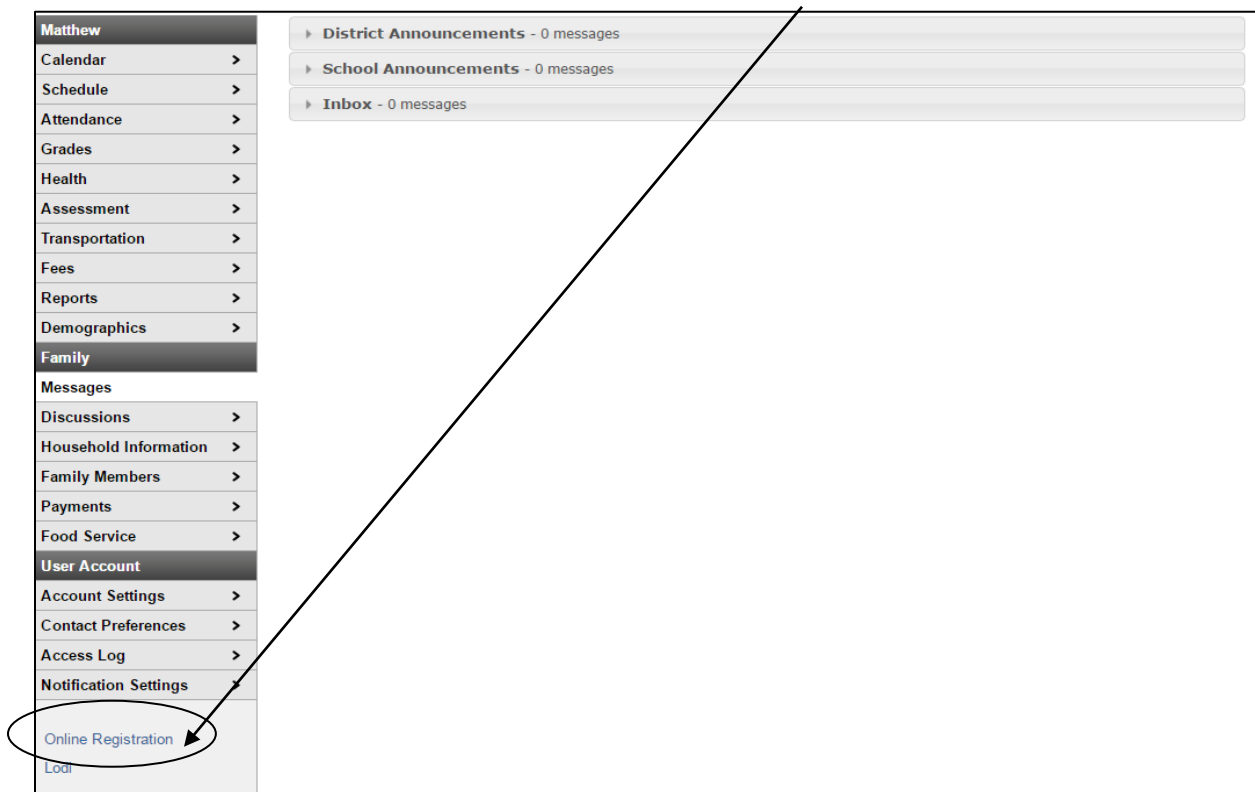 Matthew
Calendar
Schedule
Attendance
Grades
Health
Assessment
Transportation
Fees
Reports
Demographics
Family
Messages
Discussions
Household Information
Family Members
Payments
Food Service
User Account
Account Settings
Contact Preferences
Access Log
Notification Settings
Online Registration
Lodi
District Announcements - 0 messages
School Announcements - 0 messages
Inbox - 0 messages